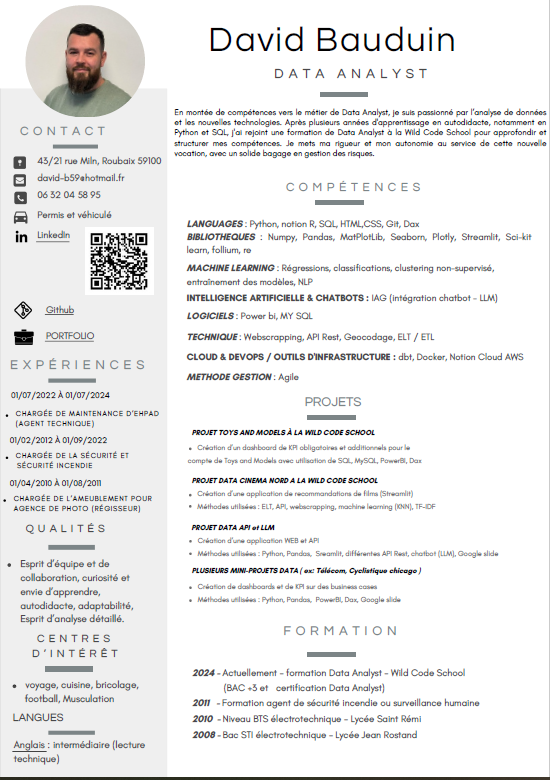 David Bauduin
DATA ANALYST
En montée de compétences vers le métier de Data Analyst, je suis passionné par l'analyse de données
et les nouvelles technologies. Après plusieurs années d'apprentissage en autodidacte, notamment en
Python et SQL, j'ai rejoint une formation de Data Analyst à la Wild Code School pour approfondir et
structurer mes compétences. Je mets ma rigueur et mon autonomie au service de cette nouvelle
vocation, avec un solide bagage en gestion des risques.
CONTACT
43/21 rue Mlln, Roubaix 59100
david-b59@hotmail.fr
06 32 04 58 95
Permis et véhiculé
LinkedIn
Github
PORTFOLIO
EXPÉRIENCES
01/07/2022 À 01/07/2024
• CHARGÉE DE MAINTENANCE D'EHPAD
(AGENT TECHNIQUE)
01/02/2012 À 01/09/2022
• CHARGÉE DE LA SÉCURITÉ ET
SÉCURITÉ INCENDIE
01/04/2010 À 01/08/2011
• CHARGÉE DE L'AMEUBLEMENT POUR
AGENCE DE PHOTO (RÉGISSEUR)
QUALITÉS
• Esprit d'équipe et de
collaboration, curiosité et
envie d'apprendre,
autodidacte, adaptabilité,
Esprit d'analyse détaillé.
CENTRES
D'INTÉRÊT
• voyage, cuisine, bricolage,
football, Musculation
LANGUES
Anglais : intermédiaire (lecture
technique)
COMPÉTENCES
LANGUAGES : Python, notion R, SQL, HTML,CSS, Git, Dax
BIBLIOTHEQUES : Numpy, Pandas, MatPlotLib, Seaborn, Plotly, Streamlit, Sci-kit
learn, follium, re
MACHINE LEARNING : Régressions, classifications, clustering non-supervisé,
entraînement des modèles, NLP
INTELLIGENCE ARTIFICIELLE & CHATBOTS : IAG (intégration chatbot - LLM)
LOGICIELS : Power bi, MY SQL
TECHNIQUE : Webscrapping, API Rest, Geocodage, ELT / ETL
CLOUD & DEVOPS / OUTILS D'INFRASTRUCTURE : dbt, Docker, Notion Cloud AWS
METHODE GESTION : Agile
PROJETS
PROJET TOYS AND MODELS À LA WILD CODE SCHOOL
• Création d'un dashboard de KPI obligatoires et additionnels pour le
compte de Toys and Models avec utilisation de SQL, MySQL, PowerBI, Dax
PROJET DATA CINEMA NORD A LA WILD CODE SCHOOL
• Création d'une application de recommandations de films (Streamlit)
• Méthodes utilisées : ELT, API, webscrapping, machine learning (KNN), TF-IDF
PROJET DATA API et LLM
• Création d'une application WEB et API
• Méthodes utilisées : Python, Pandas, Sreamlit, différentes API Rest, chatbot (LLM), Google slide
PLUSIEURS MINI-PROJETS DATA ( ex: Télécom, Cyclistique chicago )
• Création de dashboards et de KPI sur des business cases
• Méthodes utilisées : Python, Pandas, PowerBI, Dax, Google slide
FORMATION
2024 - Actuellement - formation Data Analyst - Wild Code School
(BAC +3 et certification Data Analyst)
2011 - Formation agent de sécurité incendie ou surveillance humaine
2010 - Niveau BTS électrotechnique - Lycée Saint Rémi
2008 - Bac STI électrotechnique - Lycée Jean Rostand